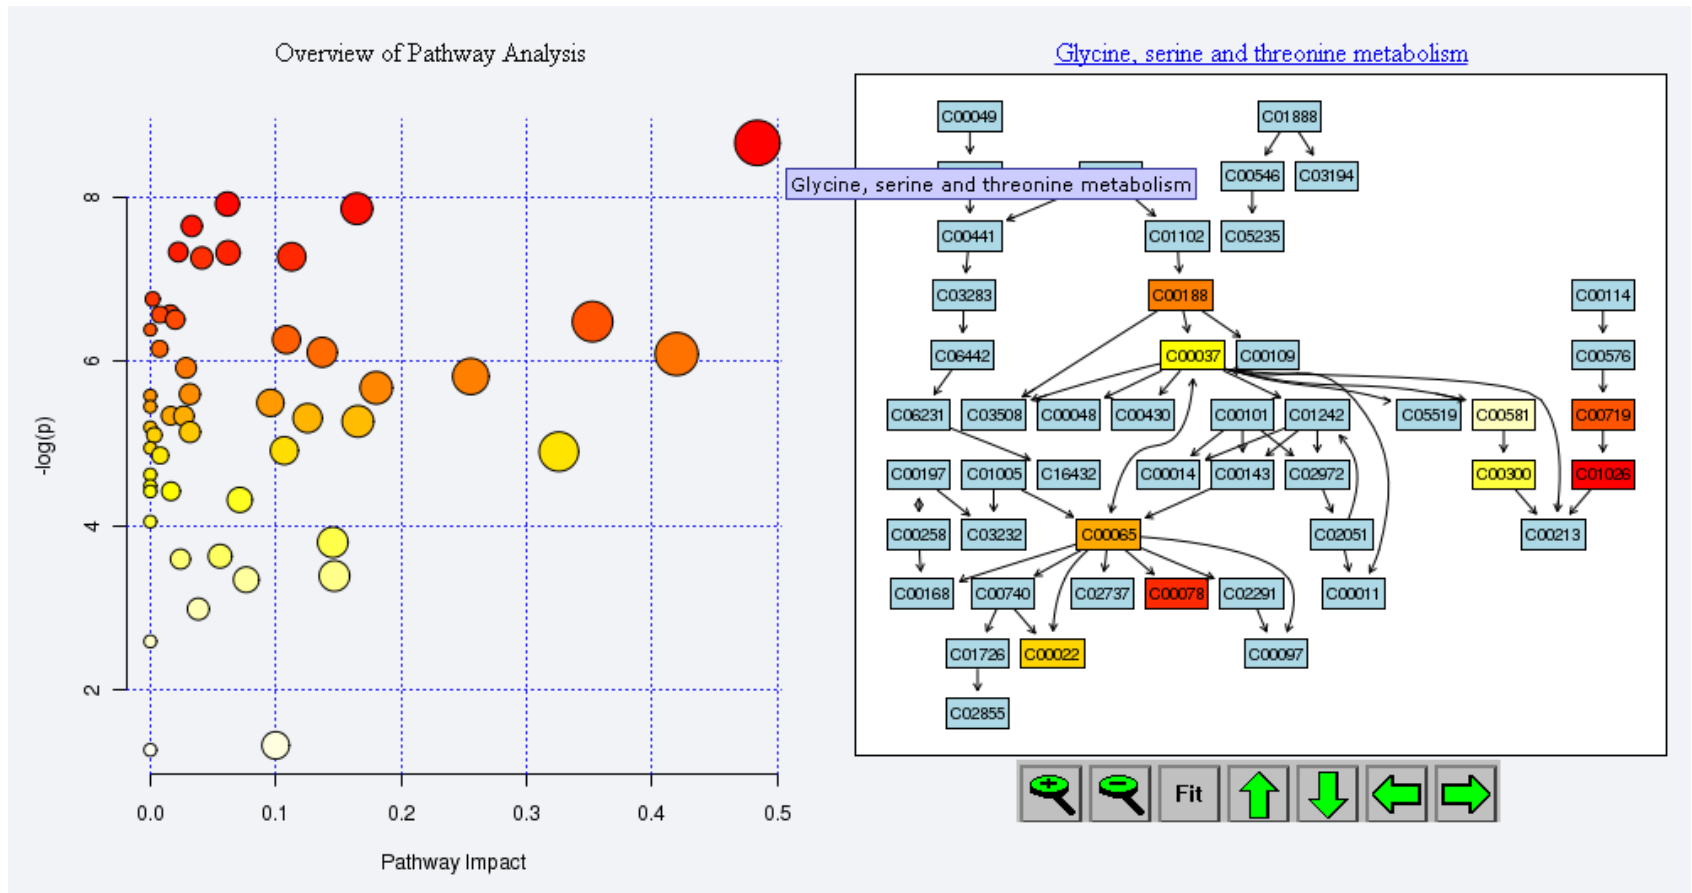 Overview of Pathway Analysis
-log(p)
8
6
4
2
0.0 0.1 0.2 0.3 0.4 0.5
Pathway Impact
Glycine, serine and threonine metabolism
C00049 C01888
Glycine, serine and threonine metabolism
C00546 C03194
C00441 C01102 C05235
C03283 C00188 C00114
C06442 C00037 C00109 C00576
C06231 C03508 C00048 C00430 C00101 C01242 C05519 C00581 C00719
C00197 C01005 C16432 C00014 C00143 C02972 C00300 C01026
C00258 C03232 C00065 C02051 C00213
C00168 C00740 C02737 C00078 C02291 C00011
C01726 C00022 C00097
C02855
Fit